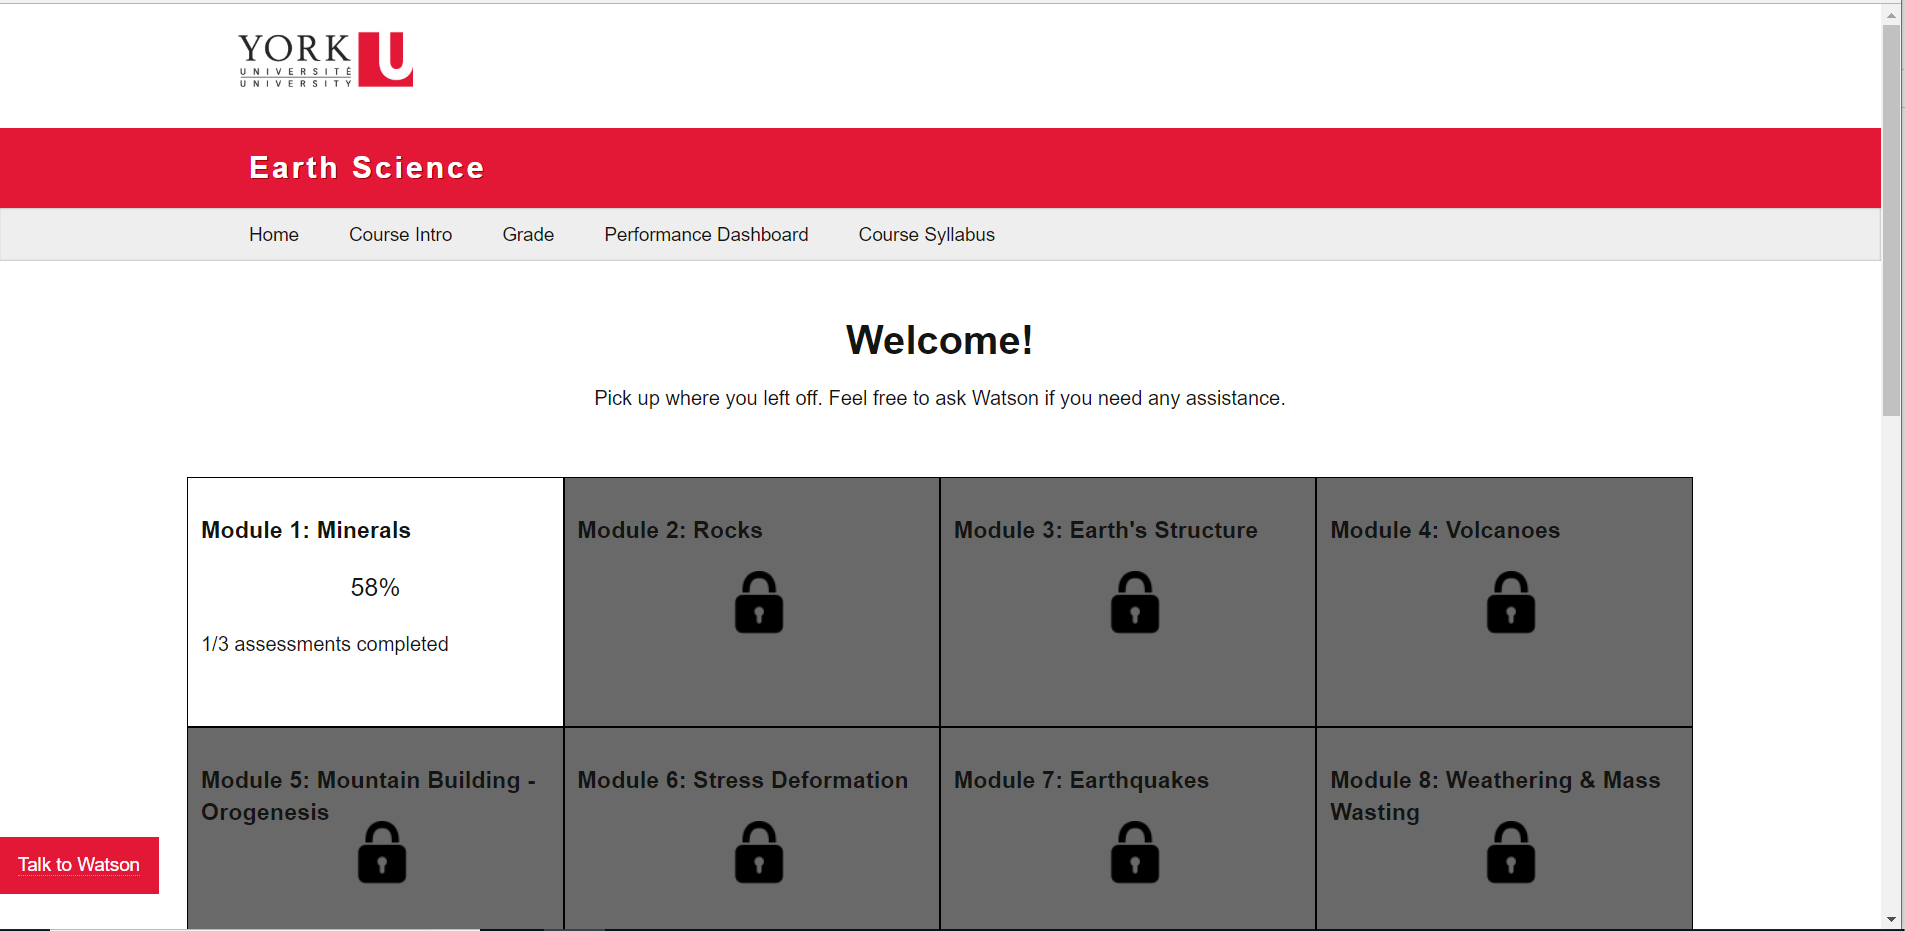 YORK U
UNIVERSITÉ
UNIVERSITY
Earth Science
Home Course Intro Grade Performance Dashboard Course Syllabus
Welcome!
Pick up where you left off. Feel free to ask Watson if you need any assistance.
Module 1: Minerals
58%
1/3 assessments completed
Module 2: Rocks
Module 3: Earth's Structure
Module 4: Volcanoes
Module 5: Mountain Building -
Orogenesis
Module 6: Stress Deformation
Module 7: Earthquakes
Module 8: Weathering & Mass
Wasting
Talk to Watson